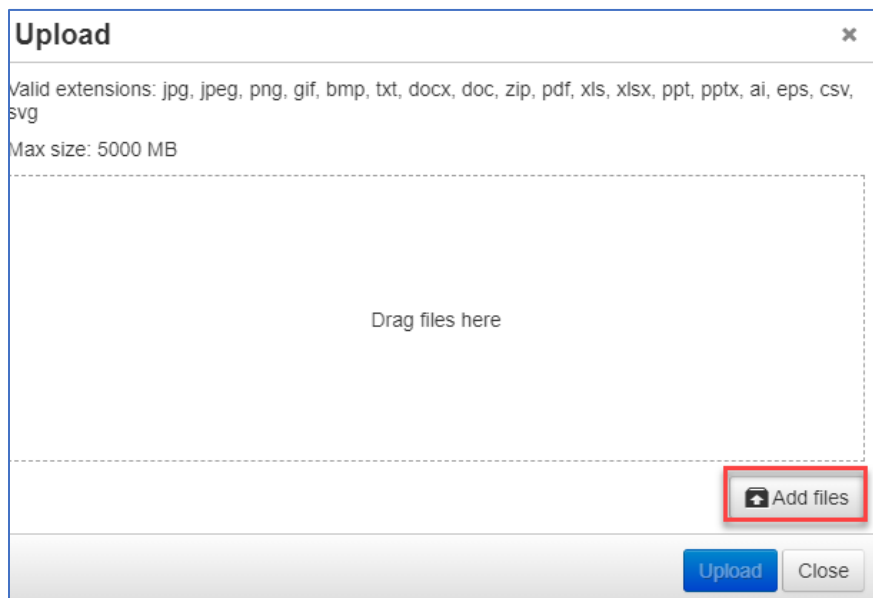 Upload
Valid extensions: jpg, jpeg, png, gif, bmp, txt, docx, doc, zip, pdf, xls, xlsx, ppt, pptx, ai, eps, csv,
svg
Max size: 5000 MB
Drag files here
Add files
Upload Close